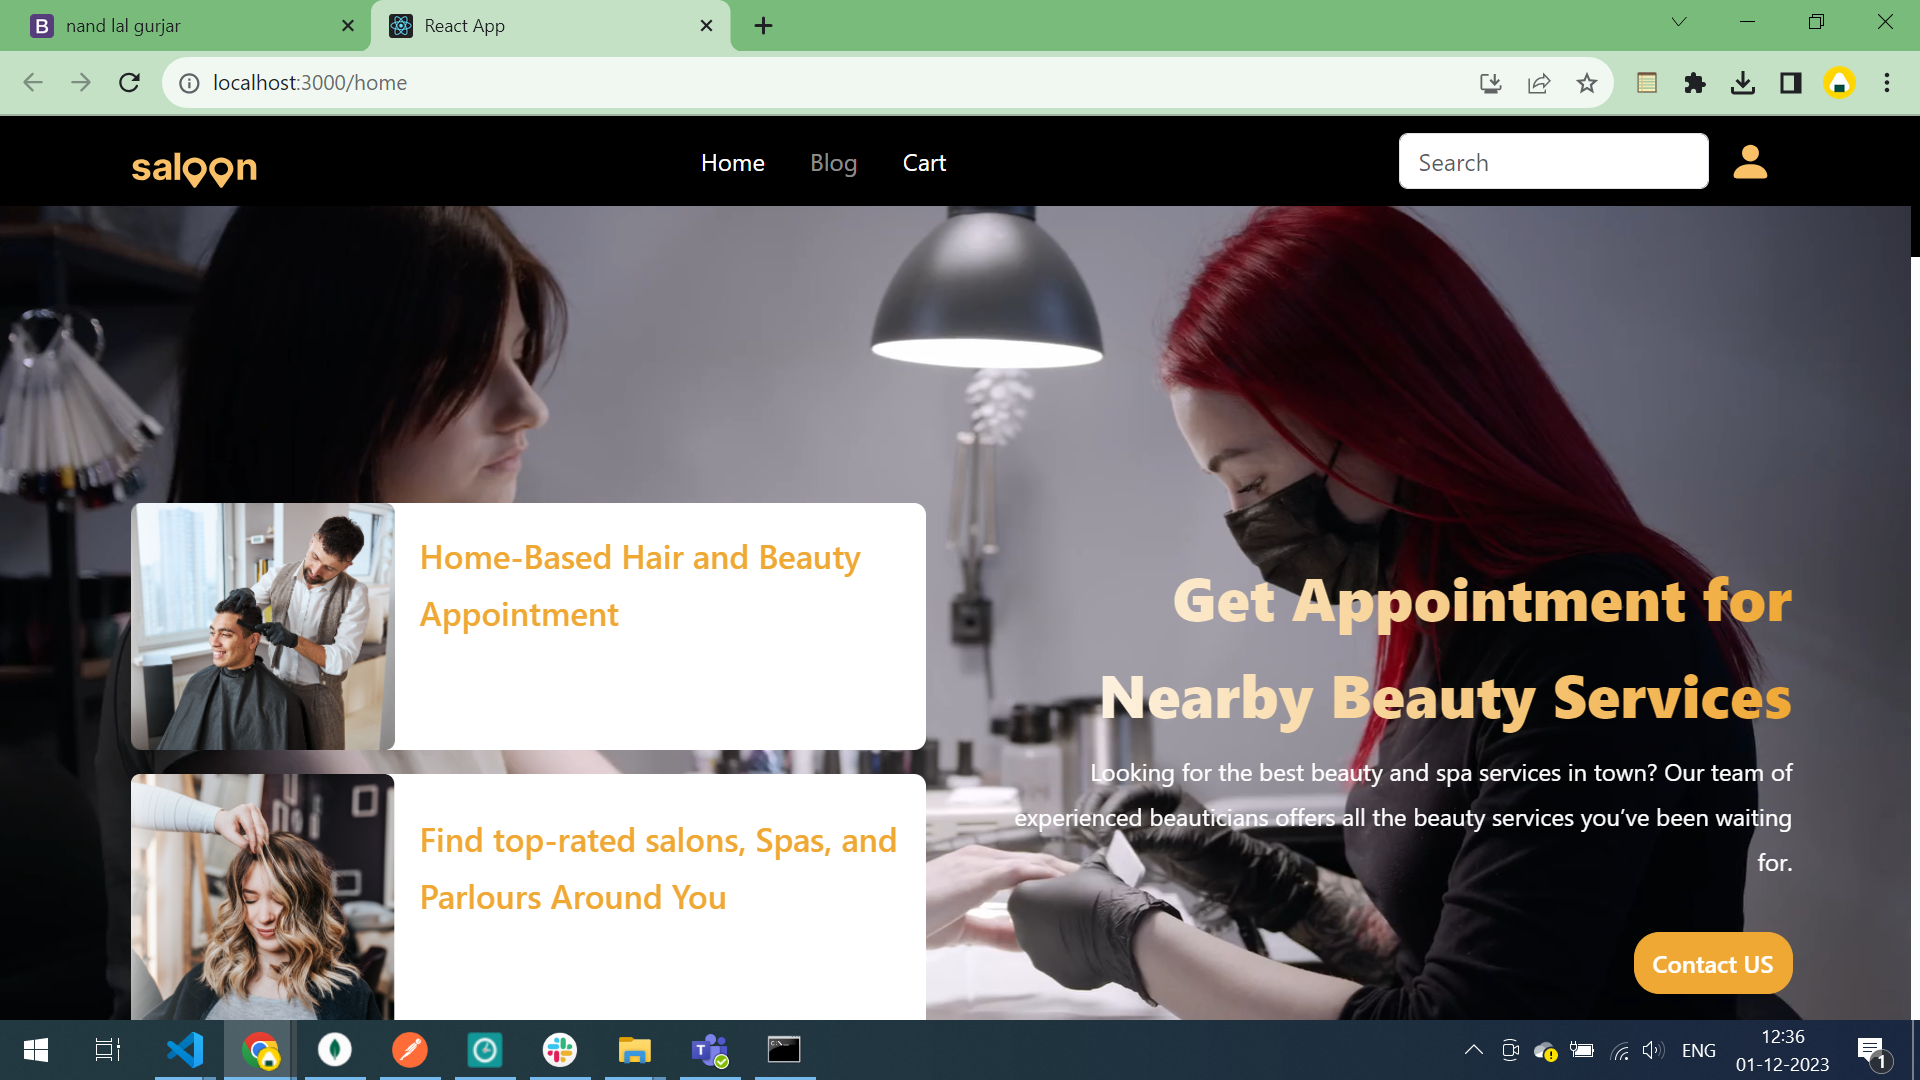 nand lal gurjar
React App
localhost:3000/home
saloon
Home
Blog
Cart
Search
Home-Based Hair and Beauty
Appointment
Find top-rated salons, Spas, and
Parlours Around You
Get Appointment for
Nearby Beauty Services
Looking for the best beauty and spa services in town? Our team of
experienced beauticians offers all the beauty services you’ve been waiting
for.
Contact US
ENG
12:36
01-12-2023
1